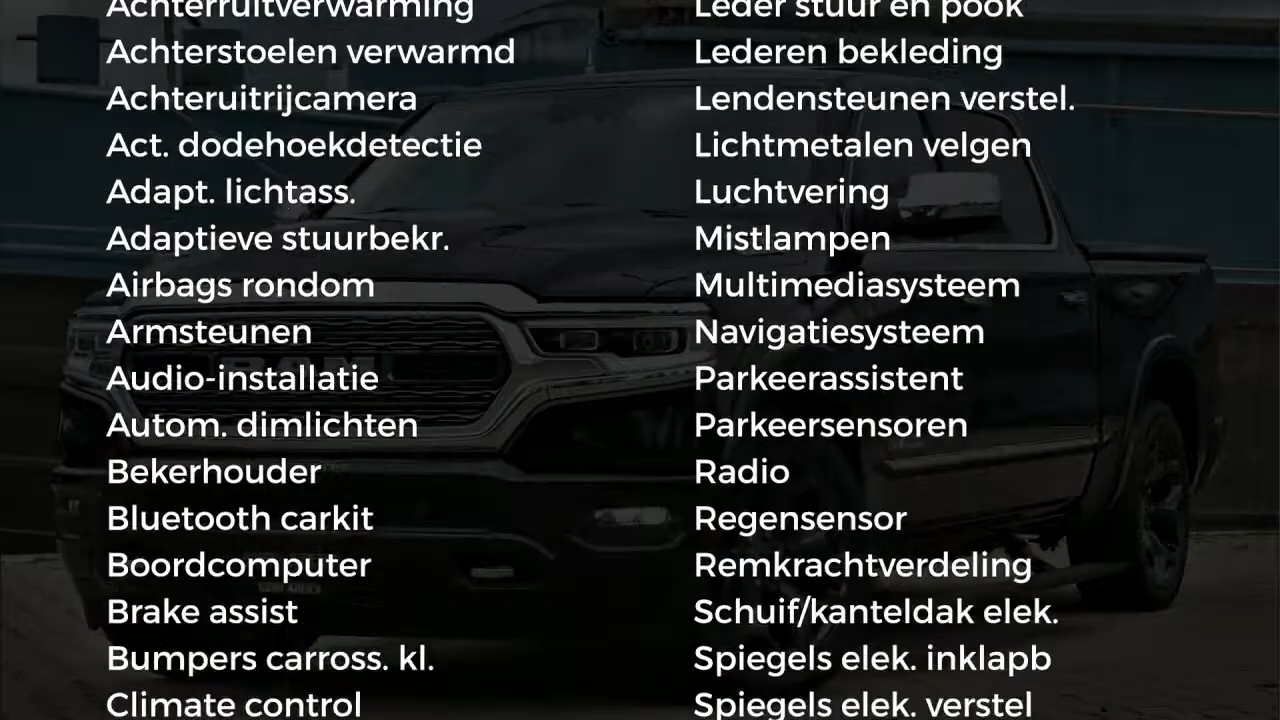 Achterruitverwarming
Achterstoelen verwarmd
Achteruitrijcamera
Act. dodehoekdetectie
Adapt. lichtass.
Adaptieve stuurbekr.
Airbags rondom
Armsteunen
Audio-installatie
Autom. dimlichten
Bekerhouder
Bluetooth carkit
Boordcomputer
Brake assist
Bumpers carross. kl.
Climate control
Leder stuur en pook
Lederen bekleding
Lendensteunen verstel.
Lichtmetalen velgen
Luchtvering
Mistlampen
Multimediasysteem
Navigatiesysteem
Parkeerassistent
Parkeersensoren
Radio
Regensensor
Remkrachtverdeling
Schuif/kanteldak elek.
Spiegels elek. inklapb
Spiegels elek. verstel
RAM